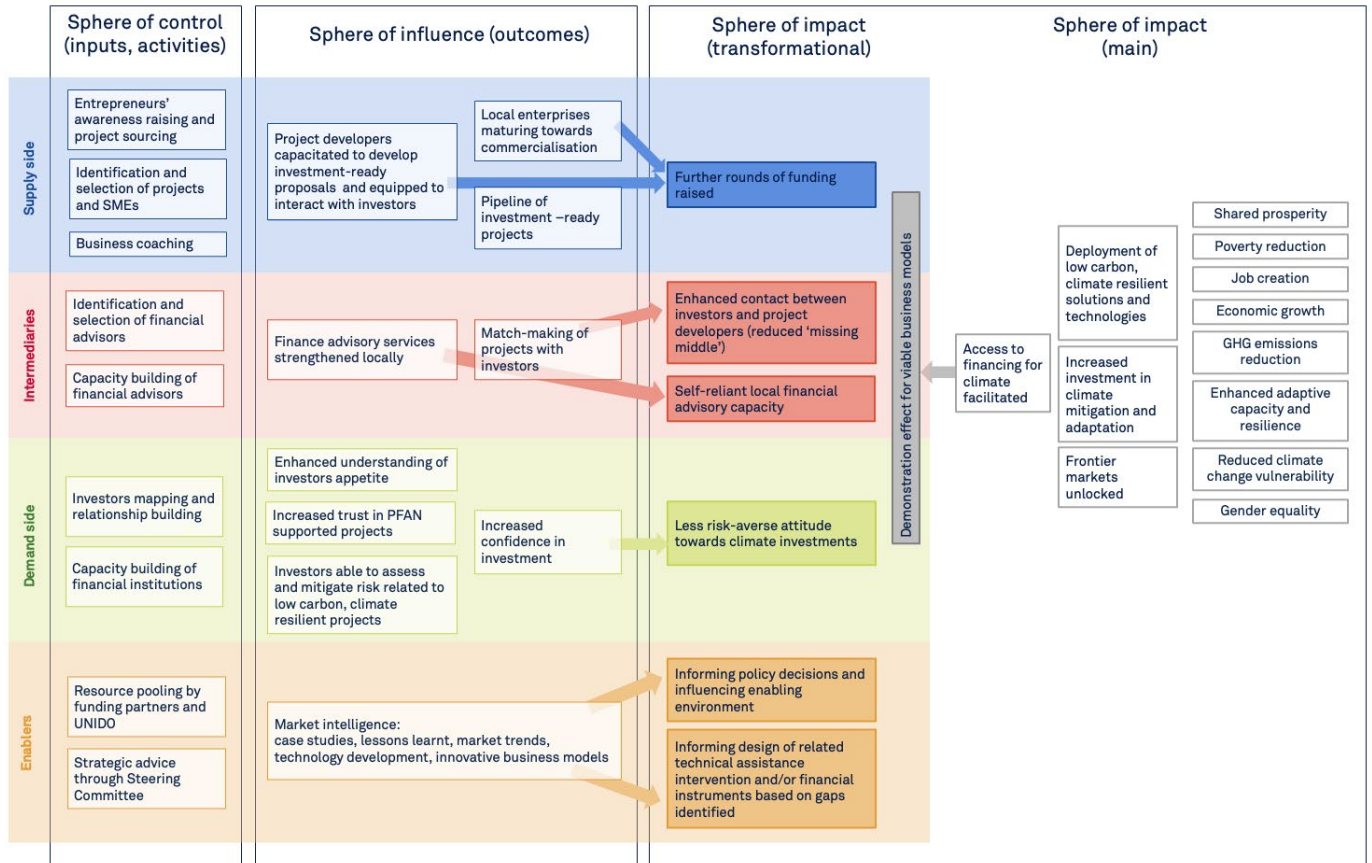 Sphere of control
(inputs, activities)
Sphere of influence (outcomes)
Sphere of impact
(transformational)
Sphere of impact
(main)
Supply side
Entrepreneurs'
awareness raising and
project sourcing
Identification and
selection of projects
and SMEs
Business coaching
Project developers
capacitated to develop
investment-ready
proposals and equipped to
interact with investors
Local enterprises
maturing towards
commercialisation
Pipeline of
investment –ready
projects
Further rounds of funding
raised
Intermediaries
Identification and
selection of financial
advisors
Capacity building of
financial advisors
Finance advisory services
strengthened locally
Match-making of
projects with
investors
Enhanced contact between
investors and project
developers (reduced 'missing
middle')
Self-reliant local financial
advisory capacity
Demand side
Investors mapping and
relationship building
Capacity building of
financial institutions
Enhanced understanding of
investors appetite
Increased trust in PFAN
supported projects
Investors able to assess
and mitigate risk related to
low carbon, climate
resilient projects
Increased
confidence in
investment
Less risk-averse attitude
towards climate investments
Enablers
Resource pooling by
funding partners and
UNIDO
Strategic advice
through Steering
Committee
Market intelligence:
case studies, lessons learnt, market trends,
technology development, innovative business models
Informing policy decisions and
influencing enabling
environment
Informing design of related
technical assistance
intervention and/or financial
instruments based on gaps
identified
Demonstration effect for viable business models
Access to
financing for
climate
facilitated
Deployment of
low carbon,
climate resilient
solutions and
technologies
Increased
investment in
climate
mitigation and
adaptation
Frontier
markets
unlocked
Shared prosperity
Poverty reduction
Job creation
Economic growth
GHG emissions
reduction
Enhanced adaptive
capacity and
resilience
Reduced climate
change vulnerability
Gender equality